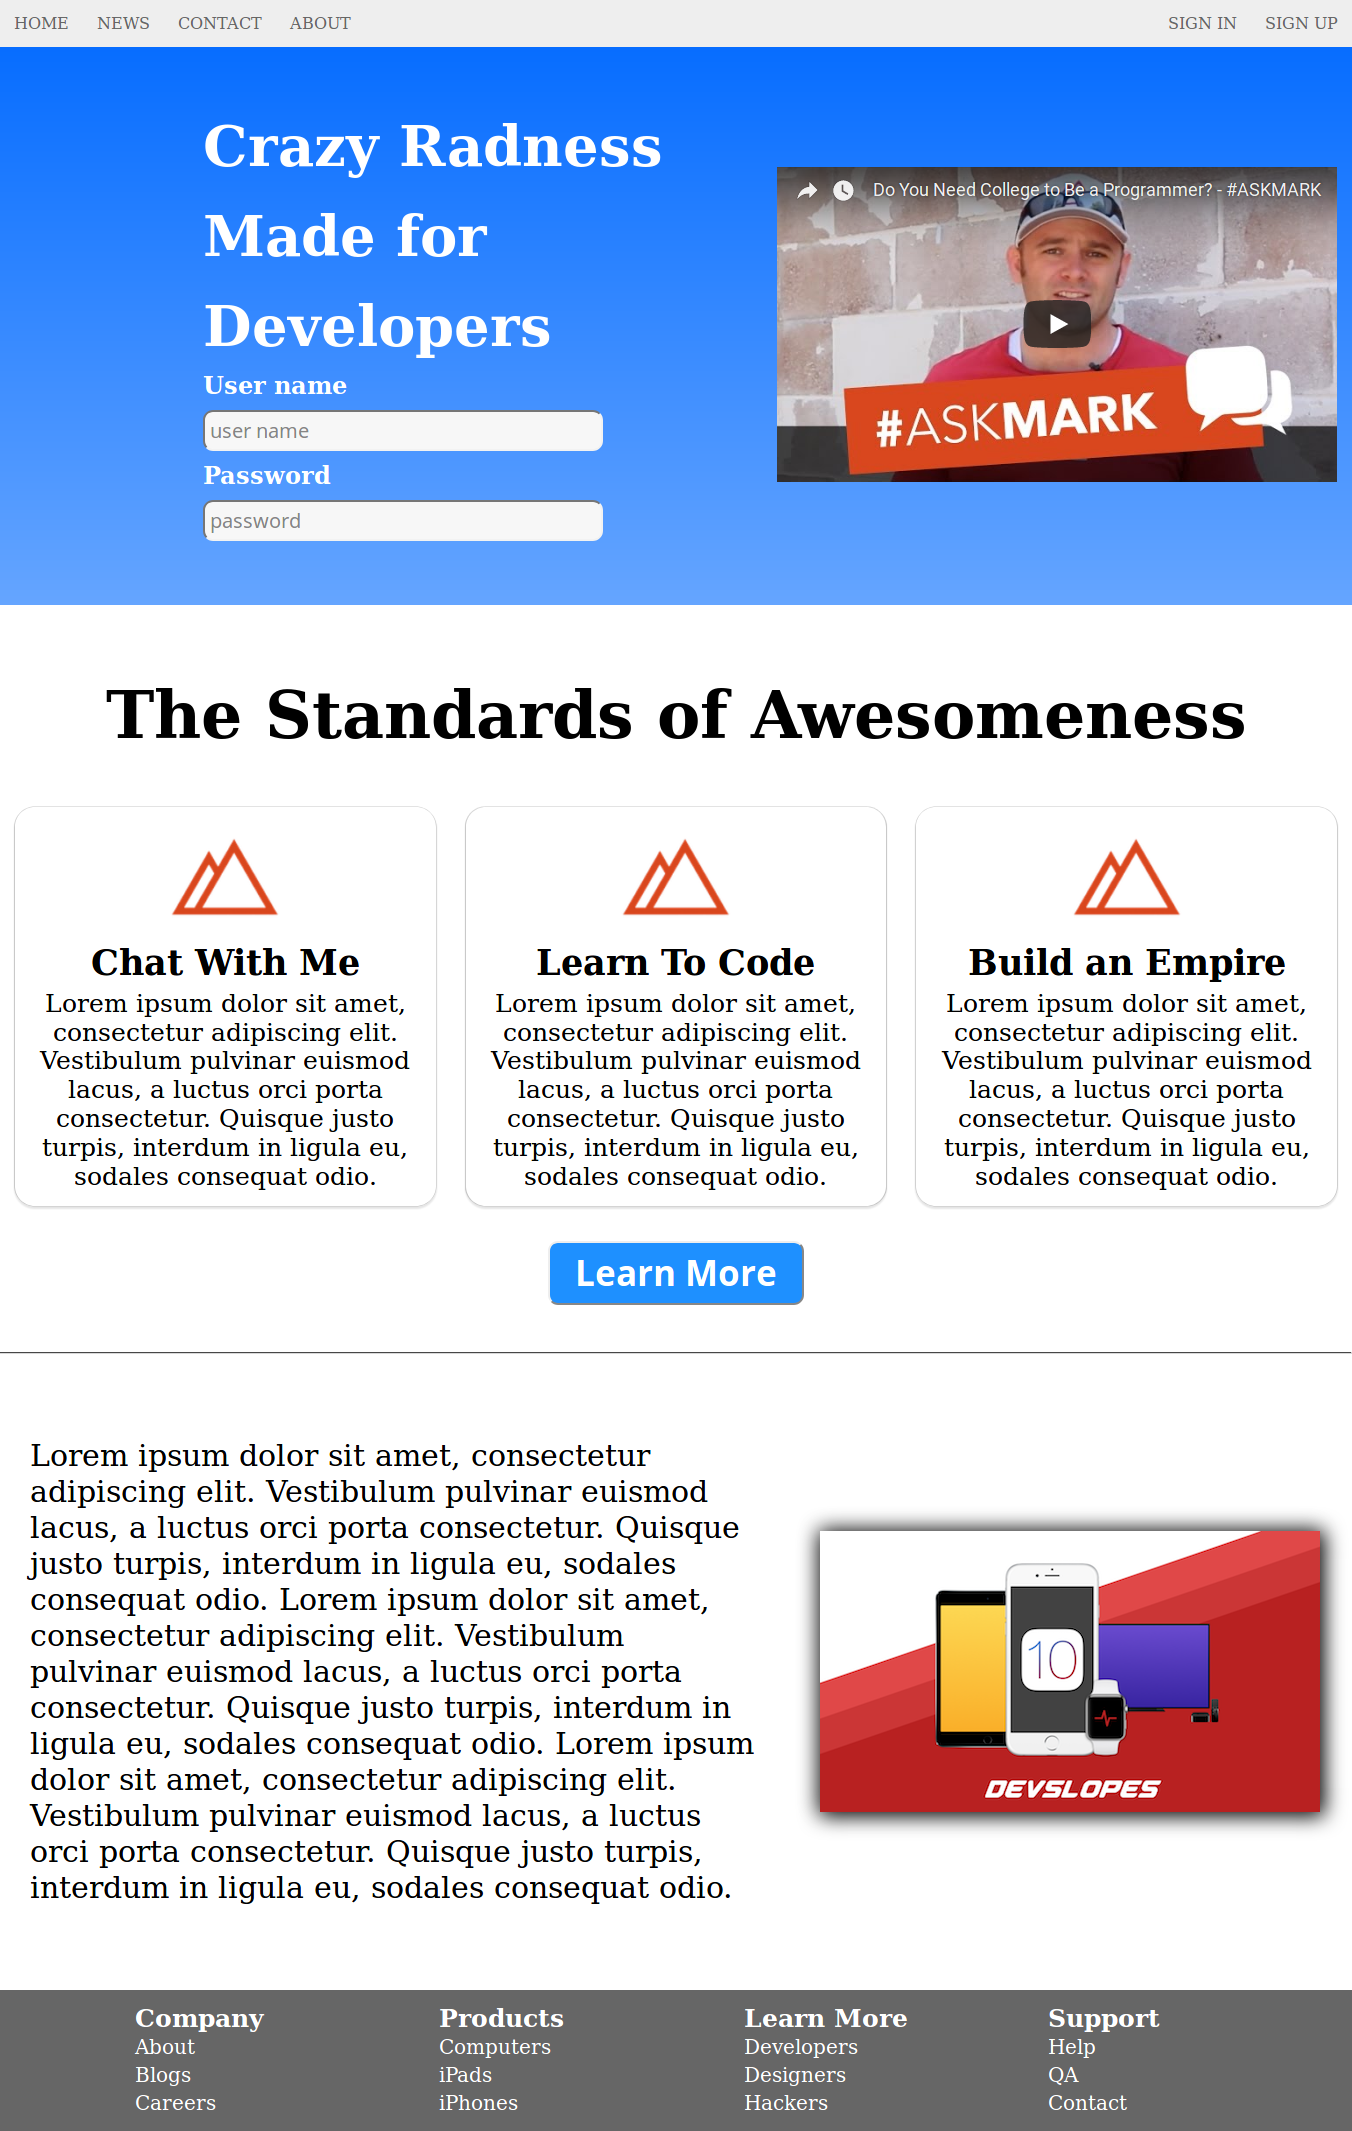 HOME NEWS CONTACT ABOUT SIGN IN SIGN UP
Crazy Radness
Made for
Developers
User name
user name
Password
password
Do You Need College to Be a Programmer? - #ASKMARK
#ASKMARK
The Standards of Awesomeness
Chat With Me
Lorem ipsum dolor sit amet,
consectetur adipiscing elit.
Vestibulum pulvinar euismod
lacus, a luctus orci porta
consectetur. Quisque justo
turpis, interdum in ligula eu,
sodales consequat odio.
Learn To Code
Lorem ipsum dolor sit amet,
consectetur adipiscing elit.
Vestibulum pulvinar euismod
lacus, a luctus orci porta
consectetur. Quisque justo
turpis, interdum in ligula eu,
sodales consequat odio.
Build an Empire
Lorem ipsum dolor sit amet,
consectetur adipiscing elit.
Vestibulum pulvinar euismod
lacus, a luctus orci porta
consectetur. Quisque justo
turpis, interdum in ligula eu,
sodales consequat odio.
Learn More
Lorem ipsum dolor sit amet, consectetur
adipiscing elit. Vestibulum pulvinar euismod
lacus, a luctus orci porta consectetur. Quisque
justo turpis, interdum in ligula eu, sodales
consequat odio. Lorem ipsum dolor sit amet,
consectetur adipiscing elit. Vestibulum
pulvinar euismod lacus, a luctus orci porta
consectetur. Quisque justo turpis, interdum in
ligula eu, sodales consequat odio. Lorem ipsum
dolor sit amet, consectetur adipiscing elit.
Vestibulum pulvinar euismod lacus, a luctus
orci porta consectetur. Quisque justo turpis,
interdum in ligula eu, sodales consequat odio.
10
DEVSLOPES
Company
About
Blogs
Careers
Products
Computers
iPads
iPhones
Learn More
Developers
Designers
Hackers
Support
Help
QA
Contact